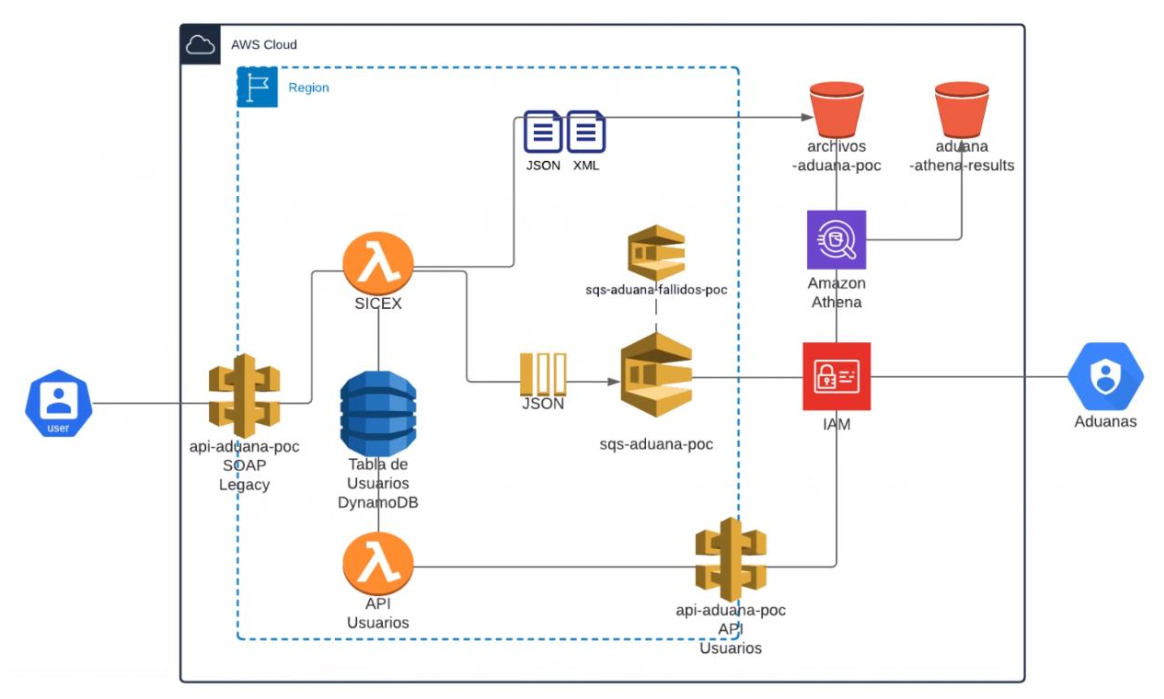 AWS Cloud
Region
JSON
XML
archivos
-aduana-poc
aduana
-athena-results
SICEX
sqs-aduana-fallidos-poc
Amazon
Athena
user
api-aduana-poc
SOAP
Legacy
Tabla de
Usuarios
DynamoDB
JSON
sqs-aduana-poc
IAM
Aduanas
API
Usuarios
api-aduana-poc
API
Usuarios